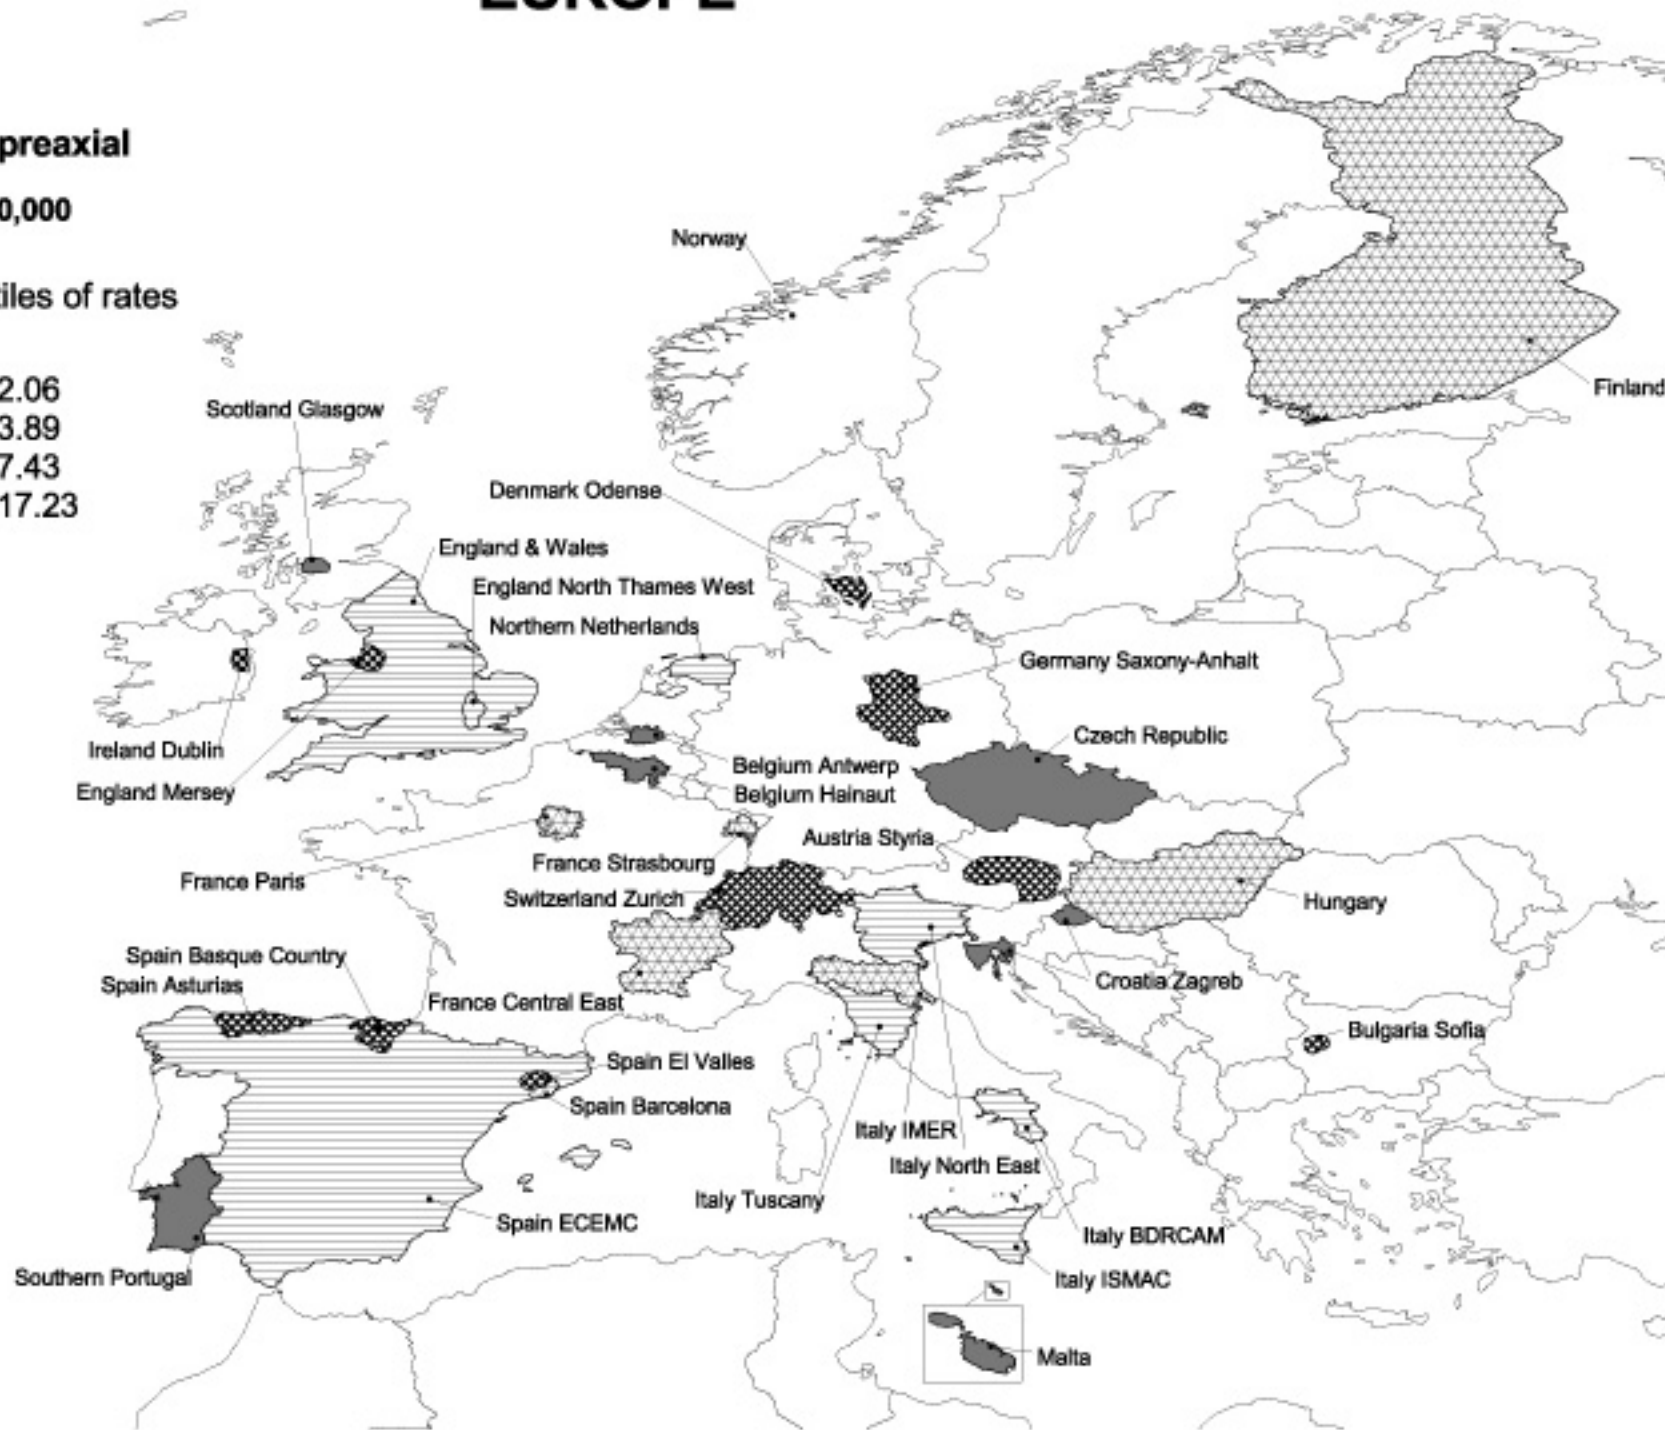 EUROPE
preaxial
0,000
tiles of rates
2.06
3.89
7.43
17.23
Norway
Finland
Scotland Glasgow
Denmark Odense
England & Wales
England North Thames West
Northern Netherlands
Germany Saxony-Anhalt
Ireland Dublin
Czech Republic
England Mersey
Belgium Antwerp
Belgium Hainaut
Austria Styria
France Strasbourg
France Paris
Switzerland Zurich
Hungary
Spain Basque Country
Spain Asturias
Croatia Zagreb
France Central East
Bulgaria Sofia
Spain El Valles
Spain Barcelona
Italy IMER
Italy North East
Italy Tuscany
Spain ECEMC
Italy BDRCAM
Southern Portugal
Italy ISMAC
Malta